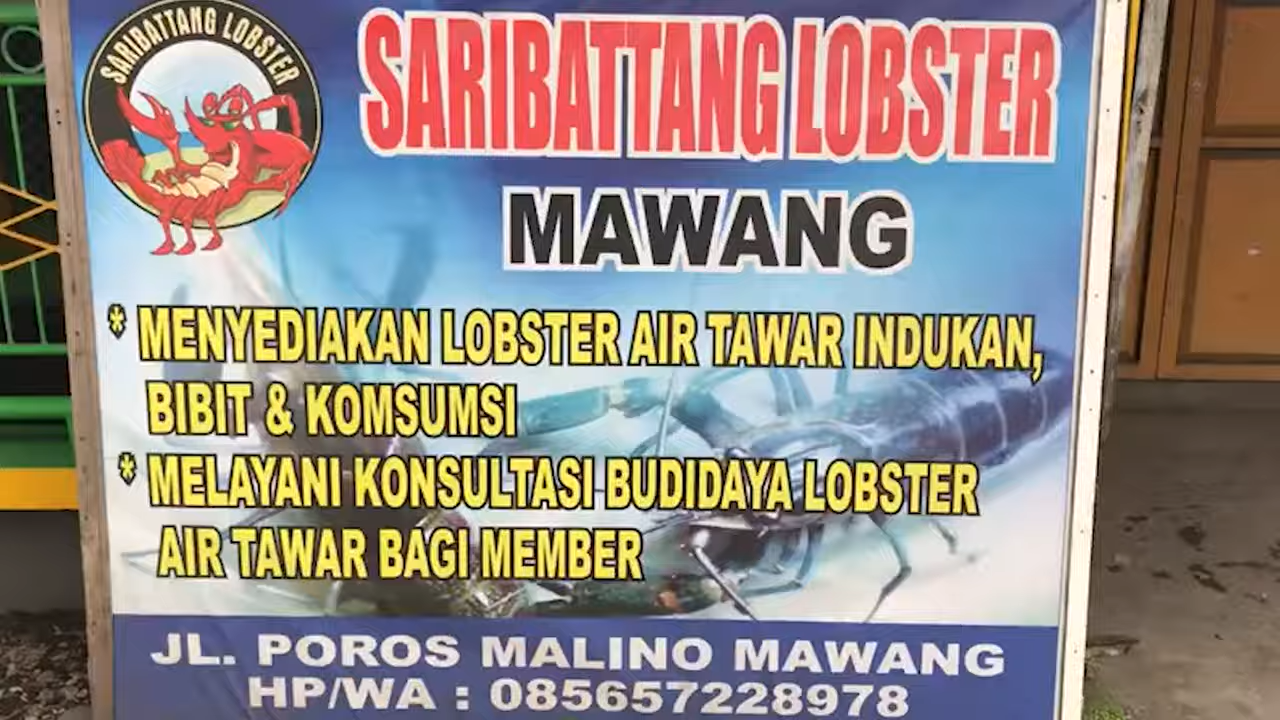 SARIBATTANG LOBSTER
SARIBATTANG LOBSTER
MAWANG
* MENYEDIAKAN LOBSTER AIR TAWAR INDUKAN,
BIBIT & KOMSUMSI
* MELAYANI KONSULTASI BUDIDAYA LOBSTER
AIR TAWAR BAGI MEMBER
JL. POROS MALINO MAWANG
HP/WA : 085657228978